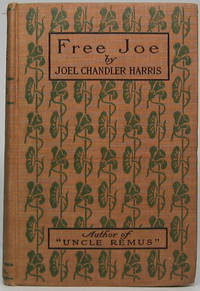 Free Joe
by
JOEL CHANDLER HARRIS
Author of
"UNCLE REMUS"